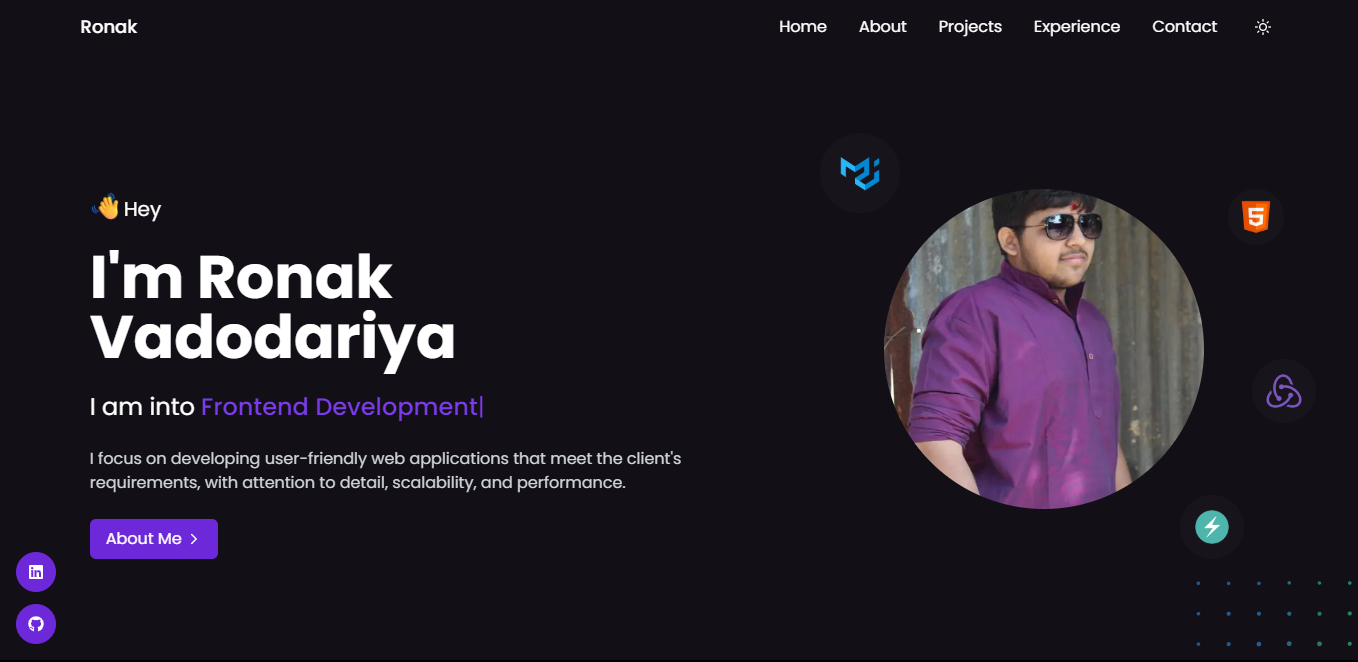 Ronak
Home About Projects Experience Contact
👋 Hey
I'm Ronak
Vadodariya
I am into Frontend Development|
I focus on developing user-friendly web applications that meet the client's
requirements, with attention to detail, scalability, and performance.
About Me >